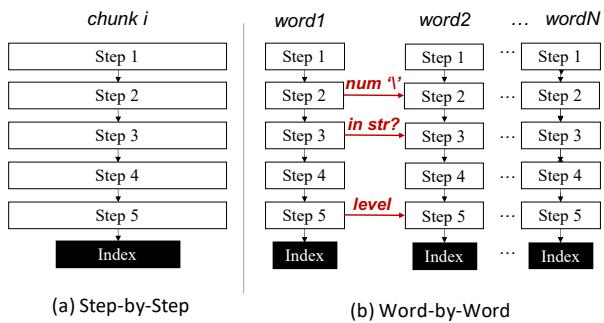 chunk i
Step 1
Step 2
Step 3
Step 4
Step 5
Index
(a) Step-by-Step
word1 word2 … wordN
Step 1 Step 1 … Step 1
Step 2 num ‘\’ Step 2 … Step 2
Step 3 in str? Step 3 … Step 3
Step 4 Step 4 … Step 4
Step 5 level Step 5 … Step 5
Index Index … Index
(b) Word-by-Word